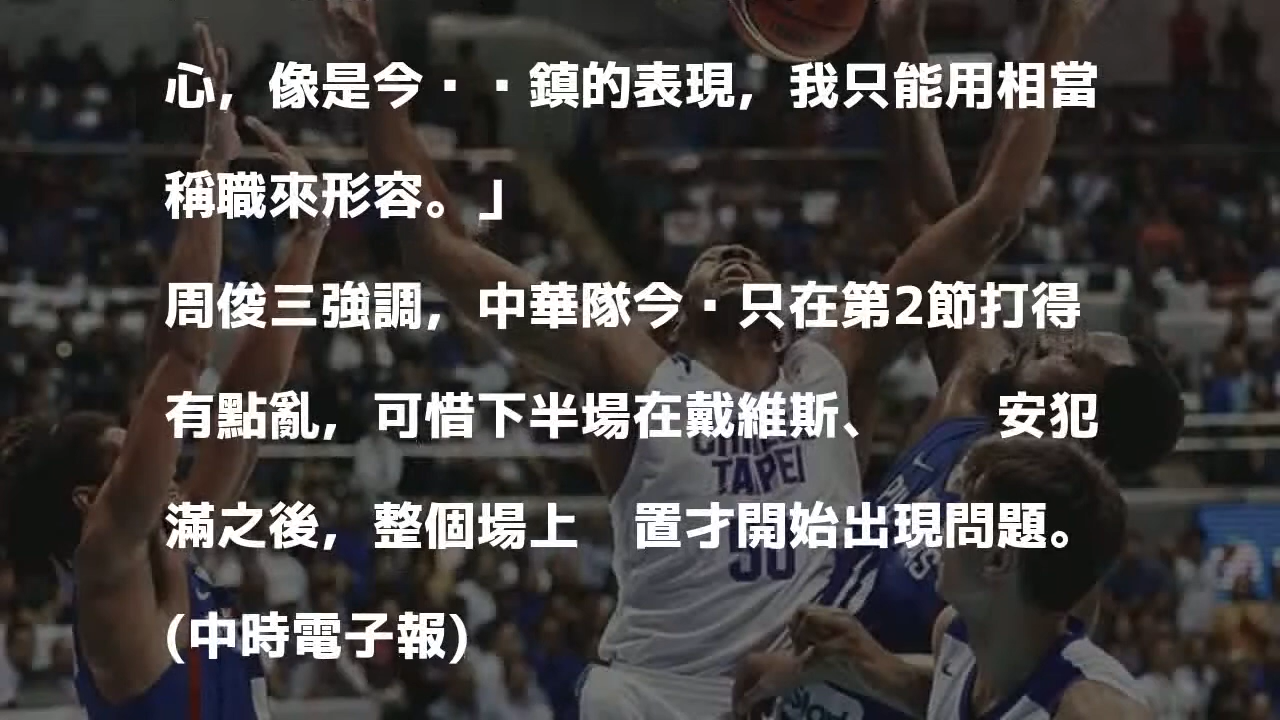 心，像是今··鎮的表現，我只能用相當
稱職來形容。」
周俊三強調，中華隊今·只在第2節打得
有點亂，可惜下半場在戴維斯、　　安犯
滿之後，整個場上　置才開始出現問題。
(中時電子報)
TAPEI